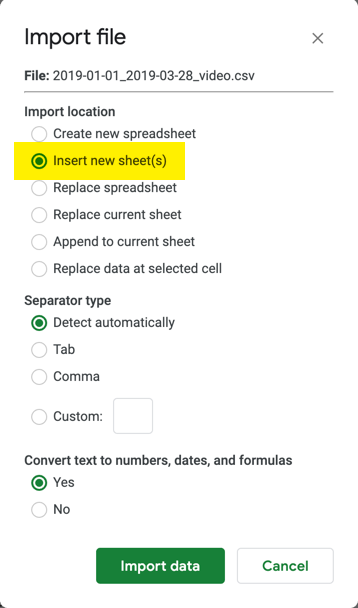 Import file
File: 2019-01-01_2019-03-28_video.csv
Import location
Create new spreadsheet
Insert new sheet(s)
Replace spreadsheet
Replace current sheet
Append to current sheet
Replace data at selected cell
Separator type
Detect automatically
Tab
Comma
Custom:
Convert text to numbers, dates, and formulas
Yes
No
Import data Cancel